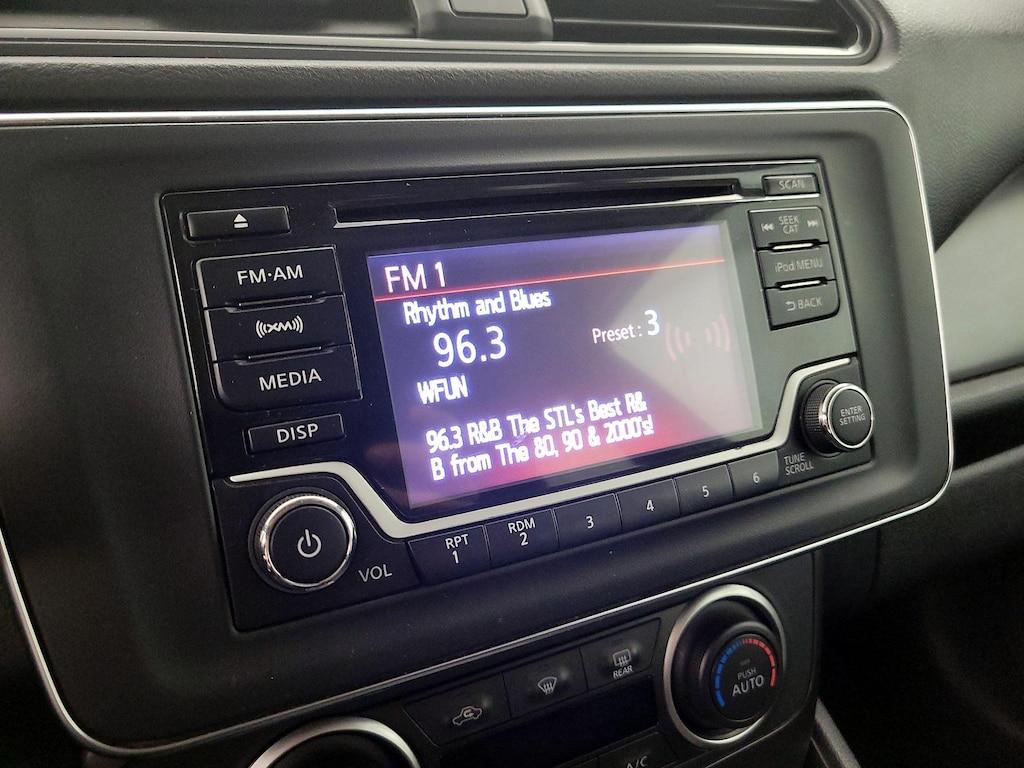 SCAN
FM·AM
SEEK
CAT
XM
iPod MENU
MEDIA
BACK
DISP
FM 1
Rhythm and Blues
96.3
Preset : 3
WFUN
96.3 R&B The STL's Best R&
B from The 80, 90 & 2000's!
ENTER
SETTING
TUNE
SCROLL
VOL
RPT
1
RDM
2
3
4
5
6
REAR
PUSH
AUTO
A/C